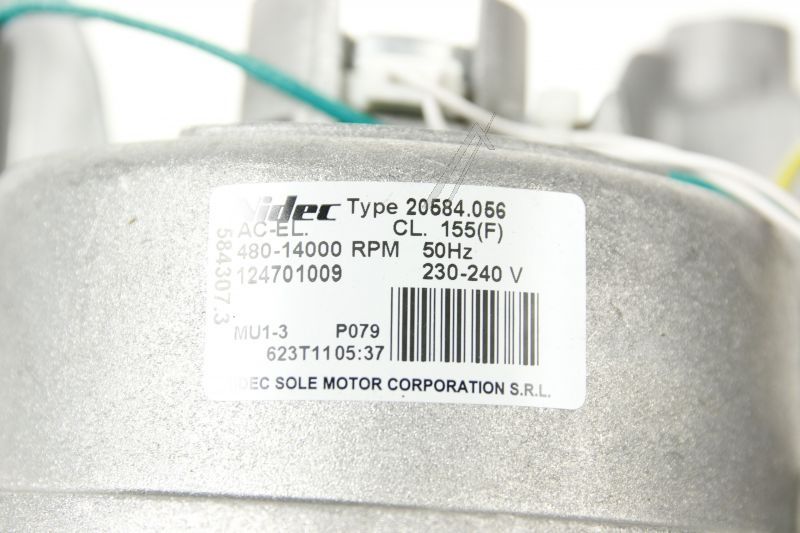 Nidec Type 20584.056
AC-EL. CL. 155(F)
480-14000 RPM 50Hz
124701009 230-240 V
584307.3
MU1-3 P079
623T1105:37
NIDEC SOLE MOTOR CORPORATION S.R.L.